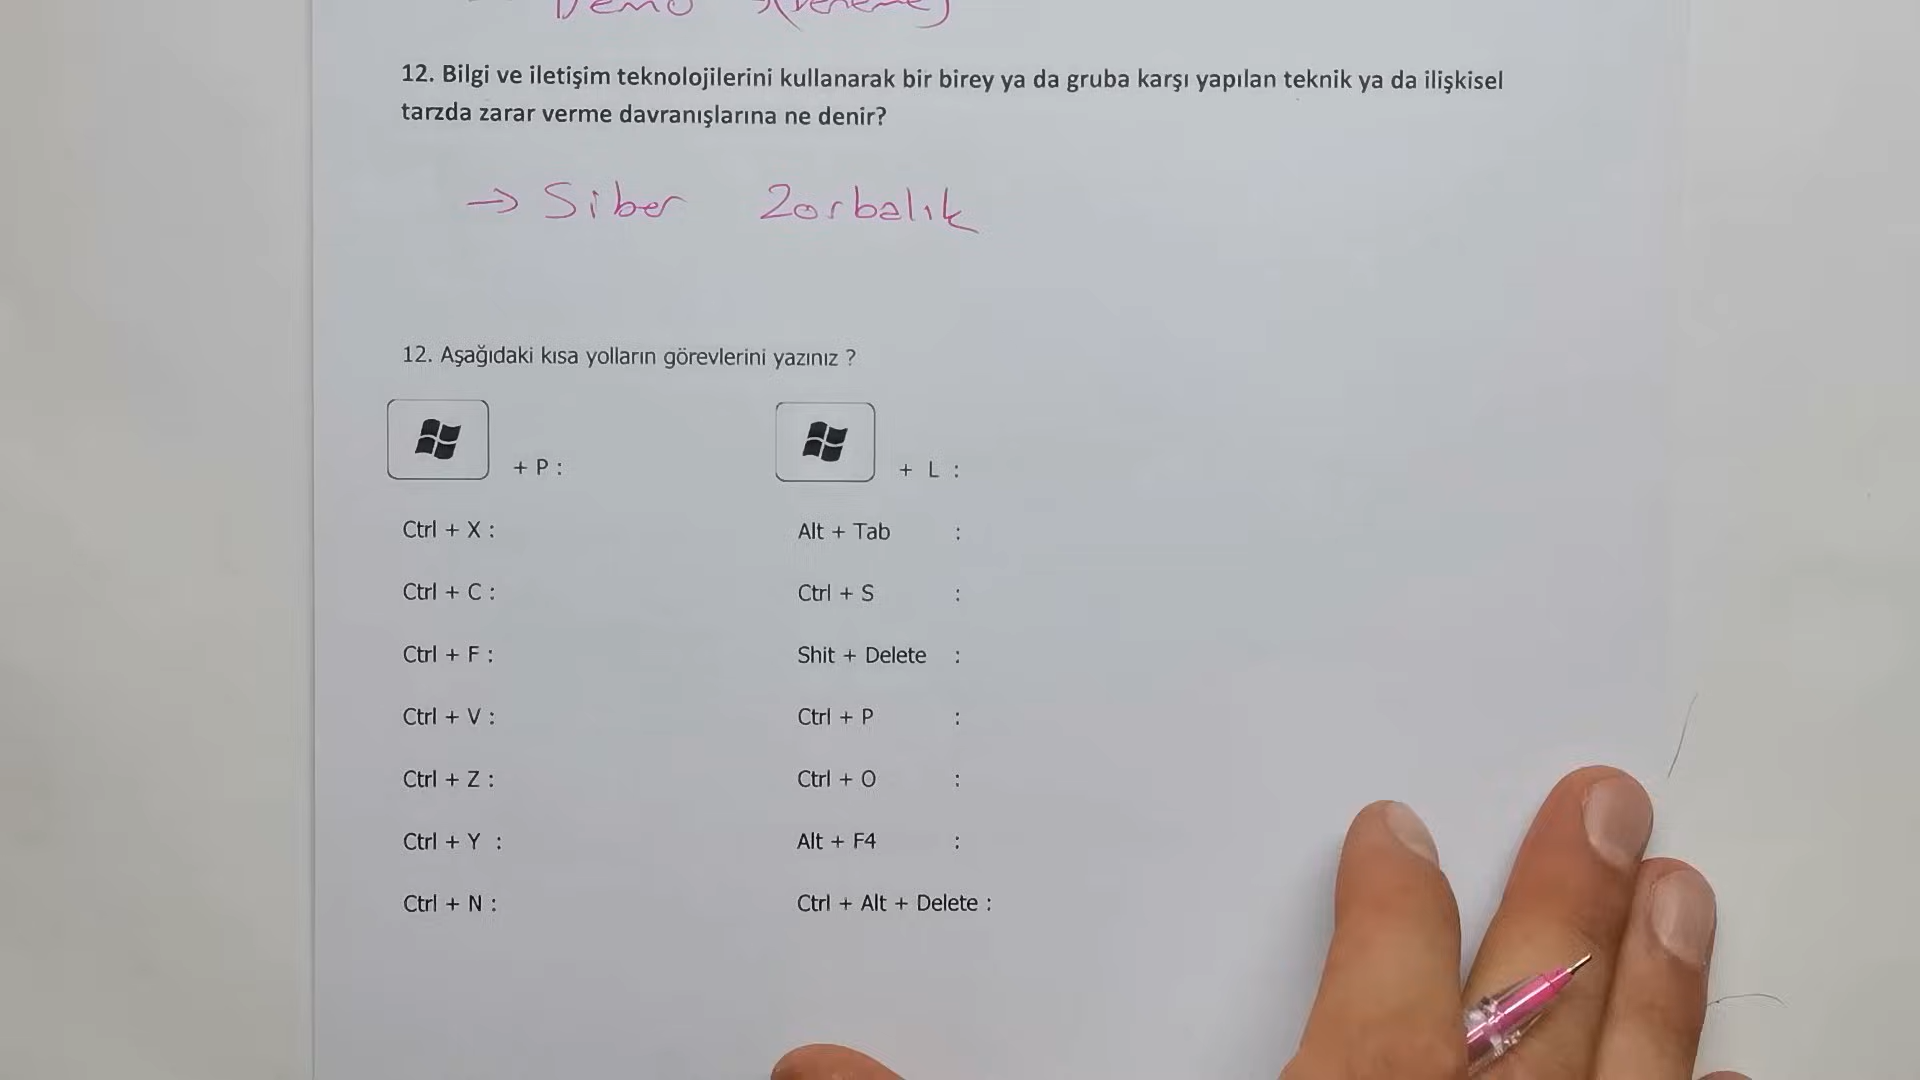 Demo →(Deneme)
12. Bilgi ve iletişim teknolojilerini kullanarak bir birey ya da gruba karşı yapılan teknik ya da ilişkisel
tarzda zarar verme davranışlarına ne denir?
→ Siber Zorbalık
12. Aşağıdaki kısa yolların görevlerini yazınız ?
+ P :
+ L :
Ctrl + X :
Alt + Tab :
Ctrl + C :
Ctrl + S :
Ctrl + F :
Shit + Delete :
Ctrl + V :
Ctrl + P :
Ctrl + Z :
Ctrl + O :
Ctrl + Y :
Alt + F4 :
Ctrl + N :
Ctrl + Alt + Delete :